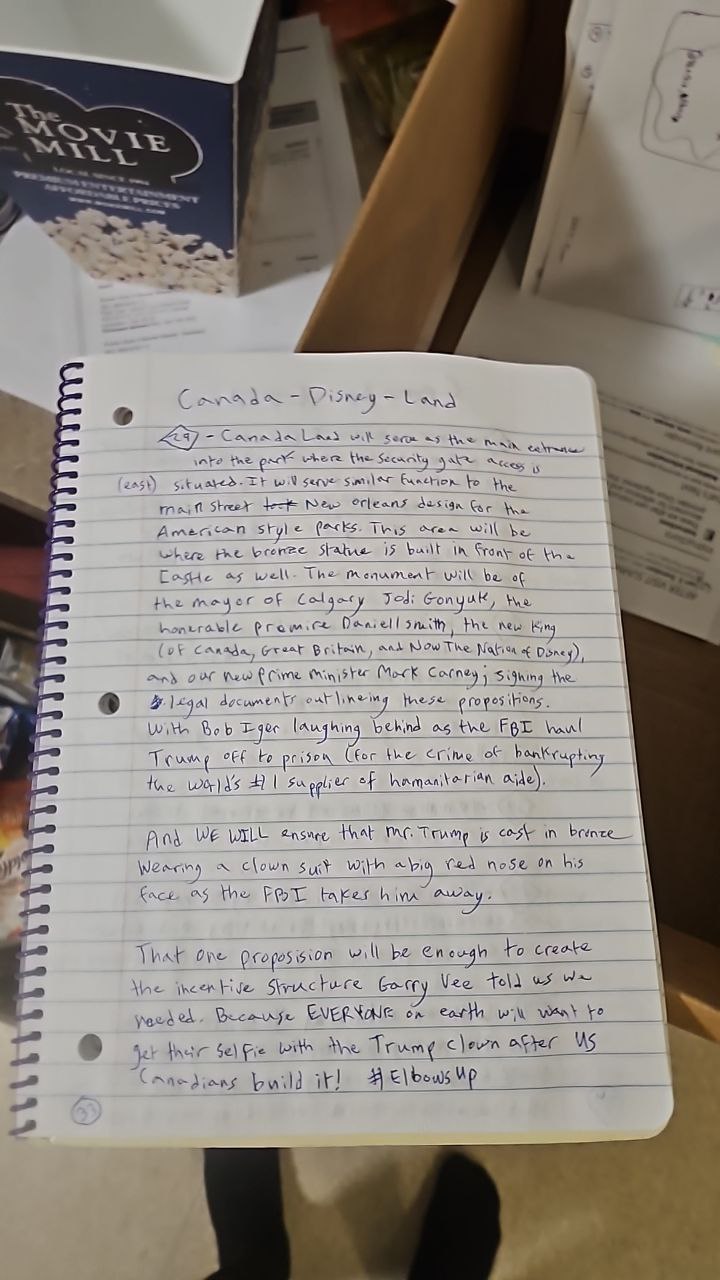 The
MOVIE
MILL
LOCAL SINCE
PREMIUM ENTERTAINMENT
AFFORDABLE PRICES
Canada - Disney - Land
29 - Canada Land will serve as the main entrance
into the park where the security gate access is
(east) situated. It will serve similar function to the
main street New orleans design for the
American style parks. This area will be
where the bronze statue is built in front of the
Castle as well. The monument will be of
the mayor of Calgary Jodi Gonyuk, the
honerable premire Daniell smith, the new King
(of Canada, Great Britain, and Now The Nation of Disney),
and our new prime minister Mark Carney; signing the
legal documents outlineing these propositions.
With Bob Iger laughing behind as the FBI haul
Trump off to prison (for the crime of bankrupting
the world's #1 supplier of hamanitarian aide).
And WE WILL ensure that mr. Trump is cast in bronze
wearing a clown suit with a big red nose on his
face as the FBI takes him away.
That one proposision will be enough to create
the incentive structure Garry Vee told us we
needed. Because EVERYONE on earth will want to
get their selfie with the Trump clown after us
Canadians build it! #ElbowsUp
33